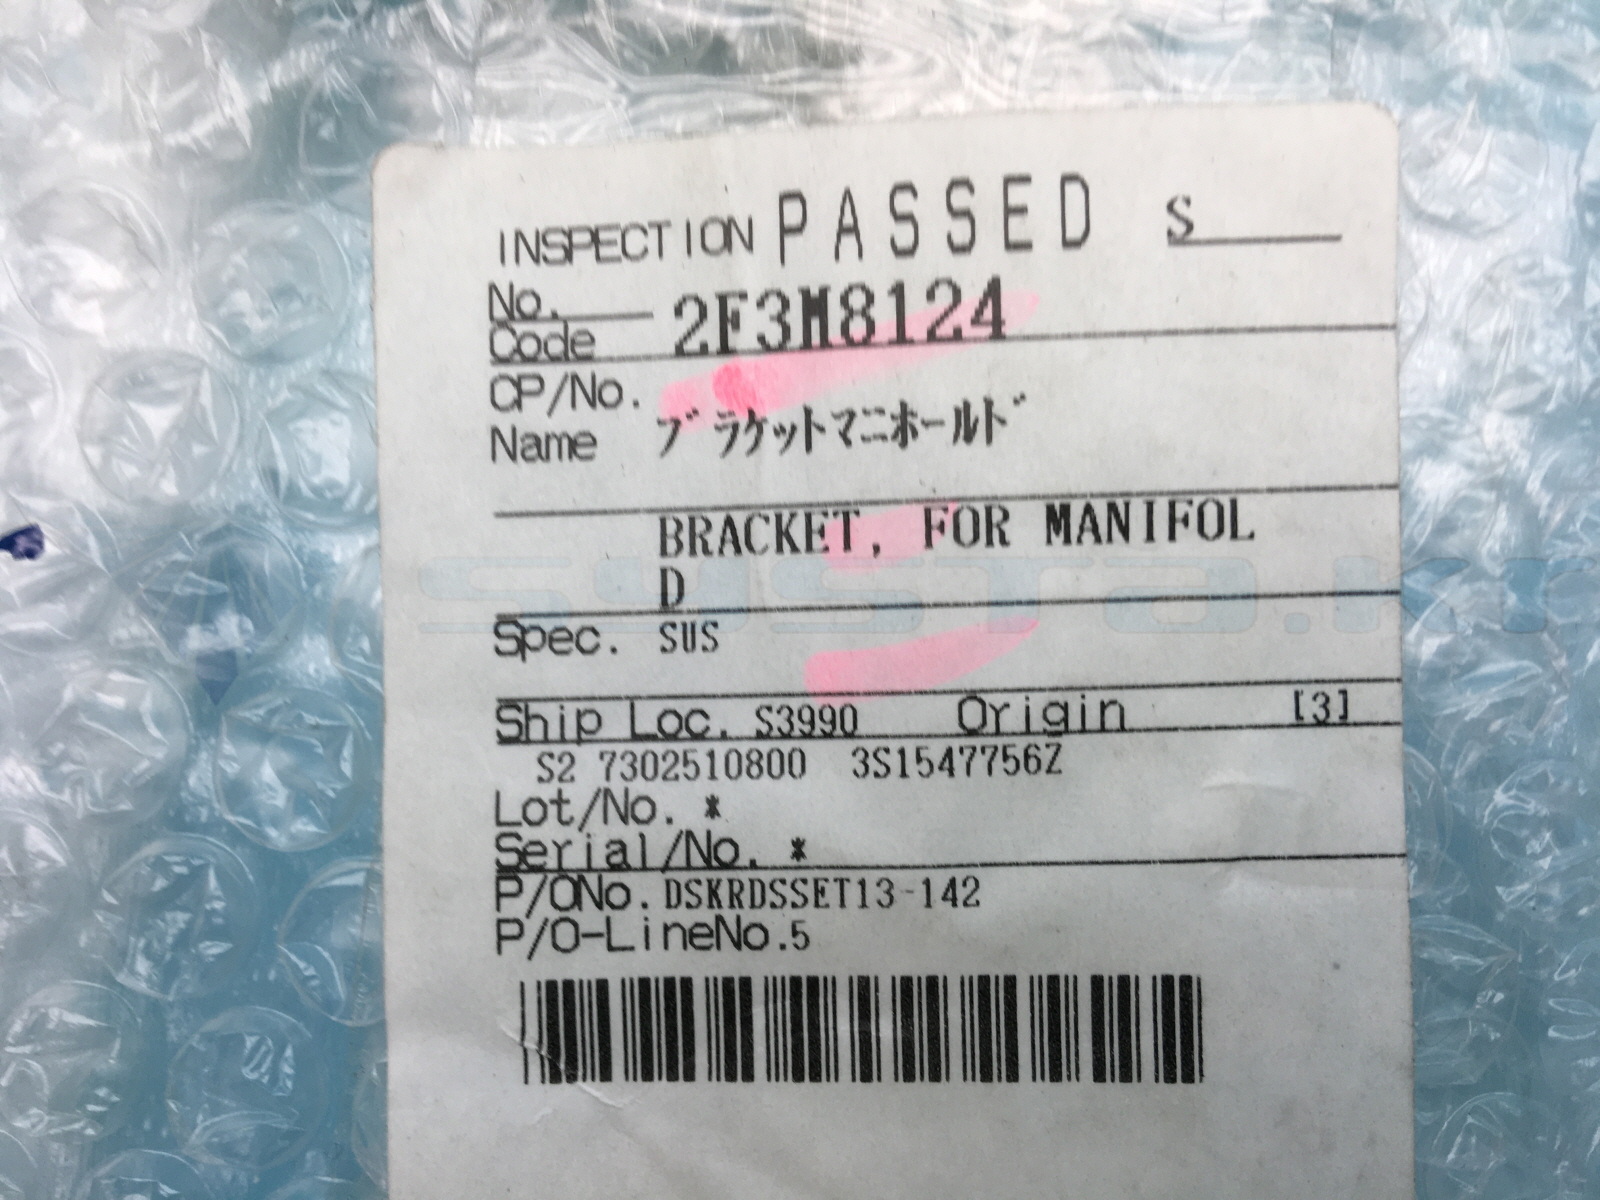 INSPECTION PASSED S
No.
Code 2F3M8124
CP/No.
Name ブラケットマニホールド
BRACKET, FOR MANIFOL
D
Spec. SUS
Ship Loc. S3990 Origin [3]
S2 7302510800 3S1547756Z
Lot/No. *
Serial/No. *
P/ONo. DSKRDSSET13-142
P/O-LineNo.5
systa.kr